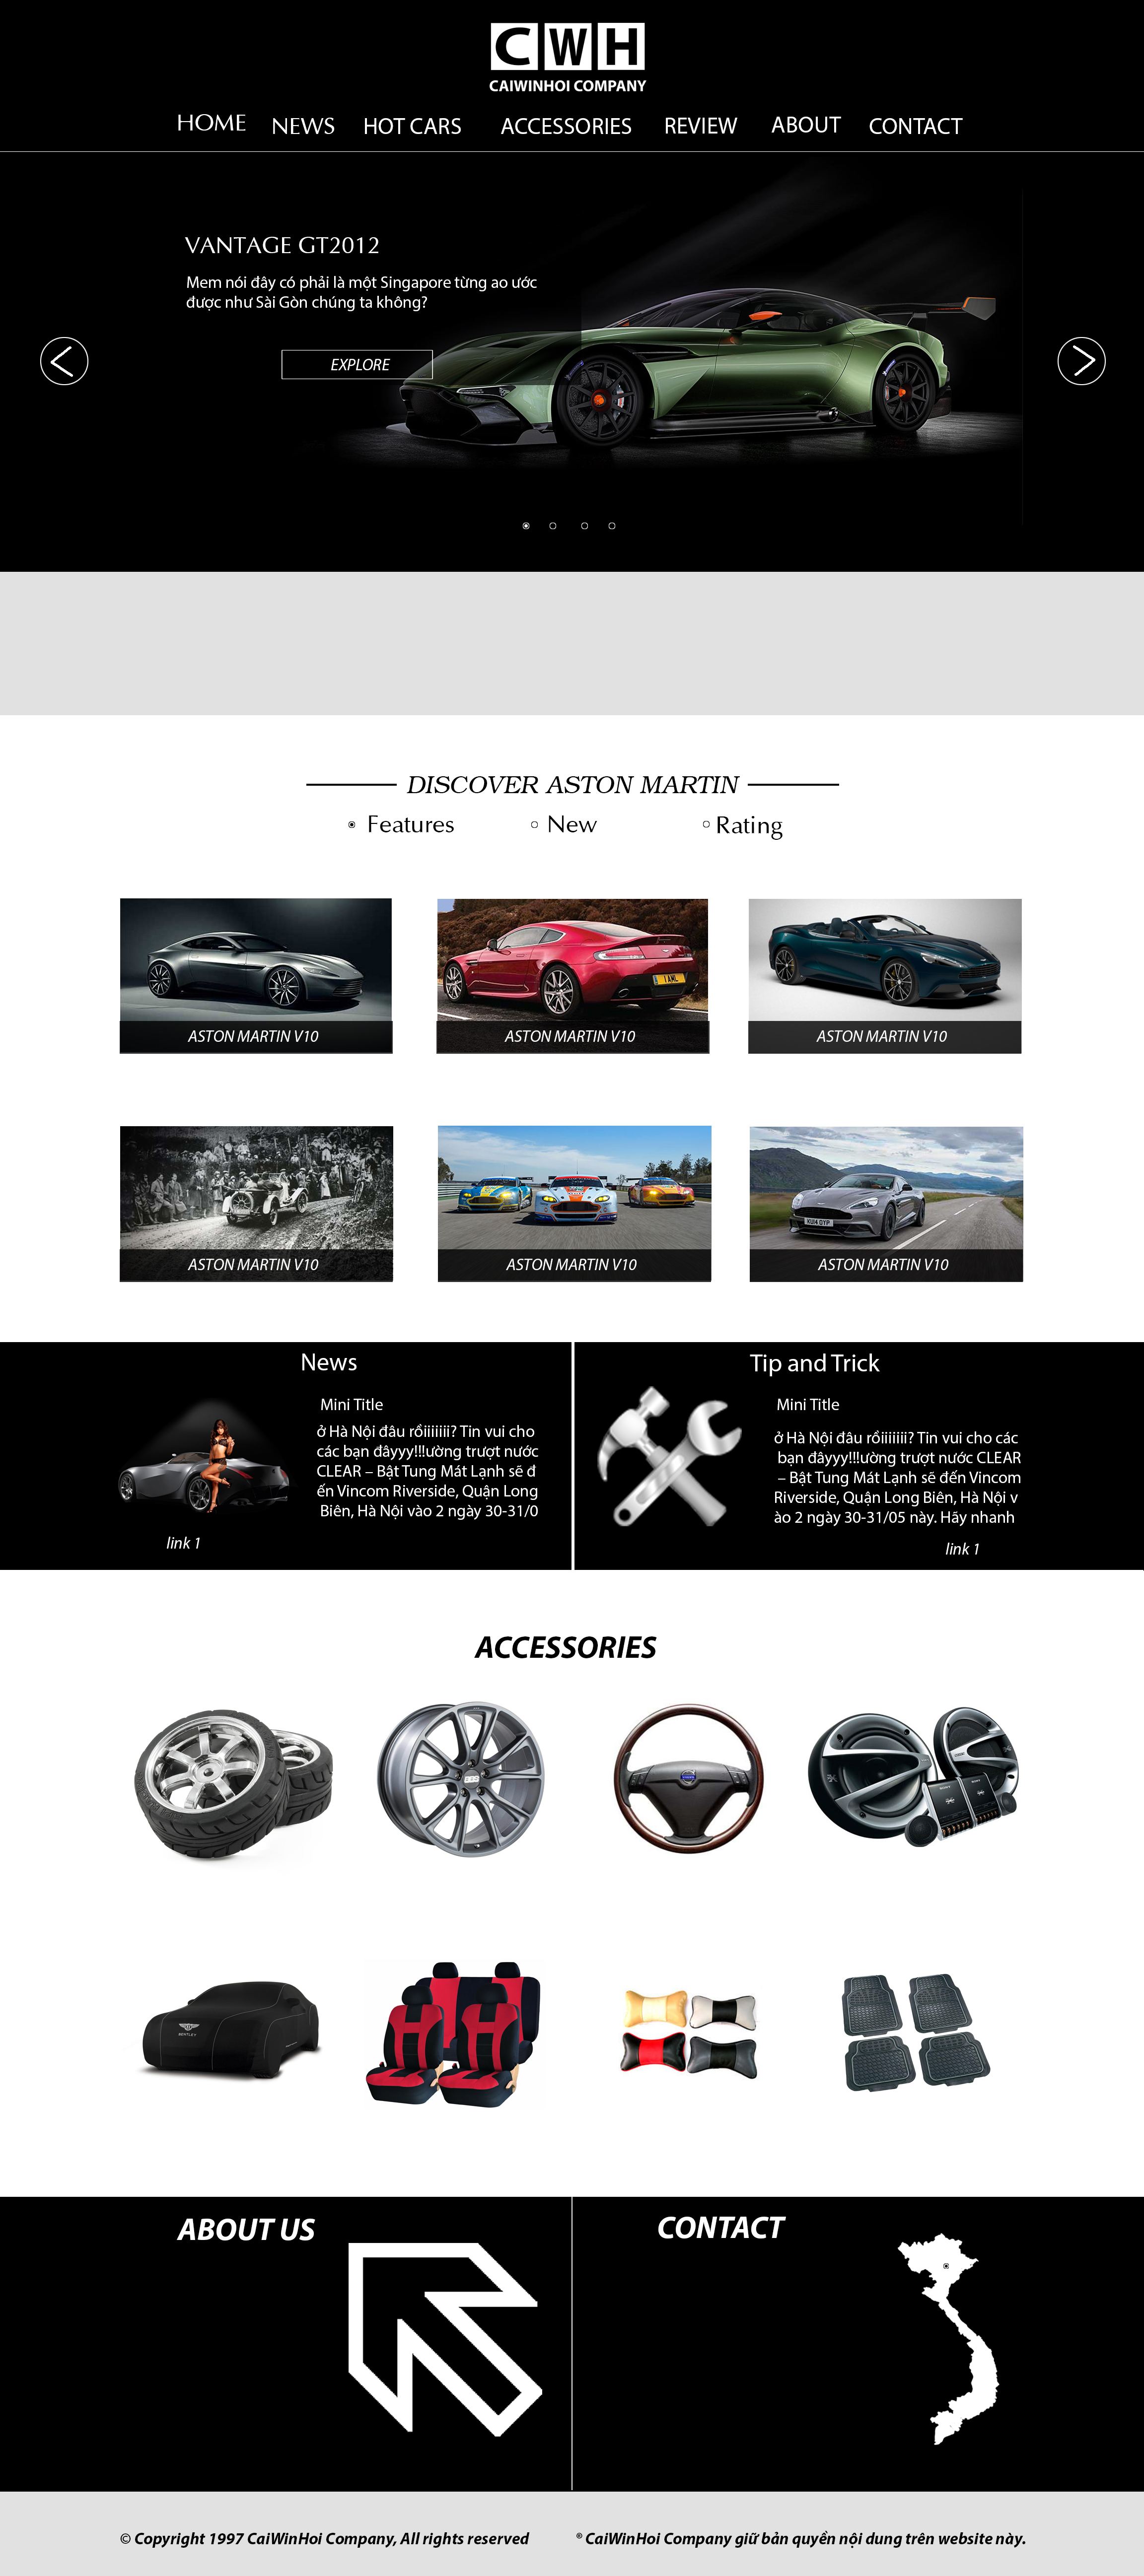 CWH
CAIWINHOI COMPANY
HOME NEWS HOT CARS ACCESSORIES REVIEW ABOUT CONTACT
VANTAGE GT2012
Mem nói đây có phải là một Singapore từng ao ước
được như Sài Gòn chúng ta không?
EXPLORE
DISCOVER ASTON MARTIN
Features New Rating
1 AML
ASTON MARTIN V10
ASTON MARTIN V10
ASTON MARTIN V10
KU14 DYP
ASTON MARTIN V10
ASTON MARTIN V10
ASTON MARTIN V10
News
Mini Title
ở Hà Nội đâu rồiiiiiii? Tin vui cho
các bạn đâyyy!!!ường trượt nước
CLEAR – Bật Tung Mát Lạnh sẽ đ
ến Vincom Riverside, Quận Long
Biên, Hà Nội vào 2 ngày 30-31/0
link 1
Tip and Trick
Mini Title
ở Hà Nội đâu rồiiiiiii? Tin vui cho các
bạn đâyyy!!!ường trượt nước CLEAR
– Bật Tung Mát Lạnh sẽ đến Vincom
Riverside, Quận Long Biên, Hà Nội v
ào 2 ngày 30-31/05 này. Hãy nhanh
link 1
ACCESSORIES
BENTLEY
ABOUT US
CONTACT
© Copyright 1997 CaiWinHoi Company, All rights reserved
® CaiWinHoi Company giữ bản quyền nội dung trên website này.